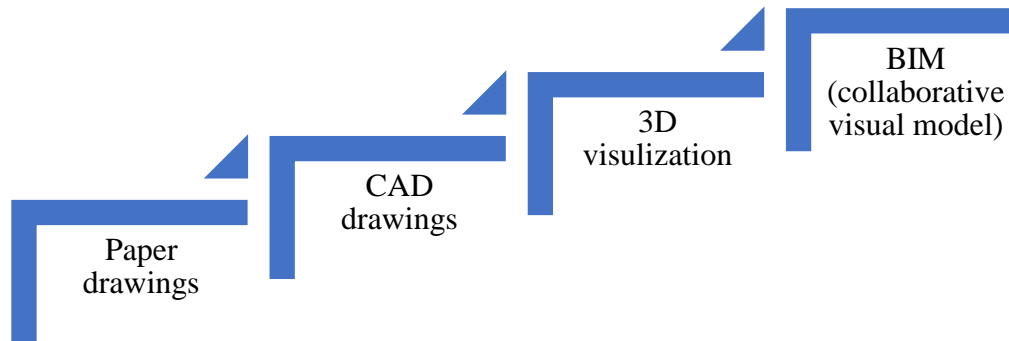 Paper
drawings
CAD
drawings
3D
visulization
BIM
(collaborative
visual model)